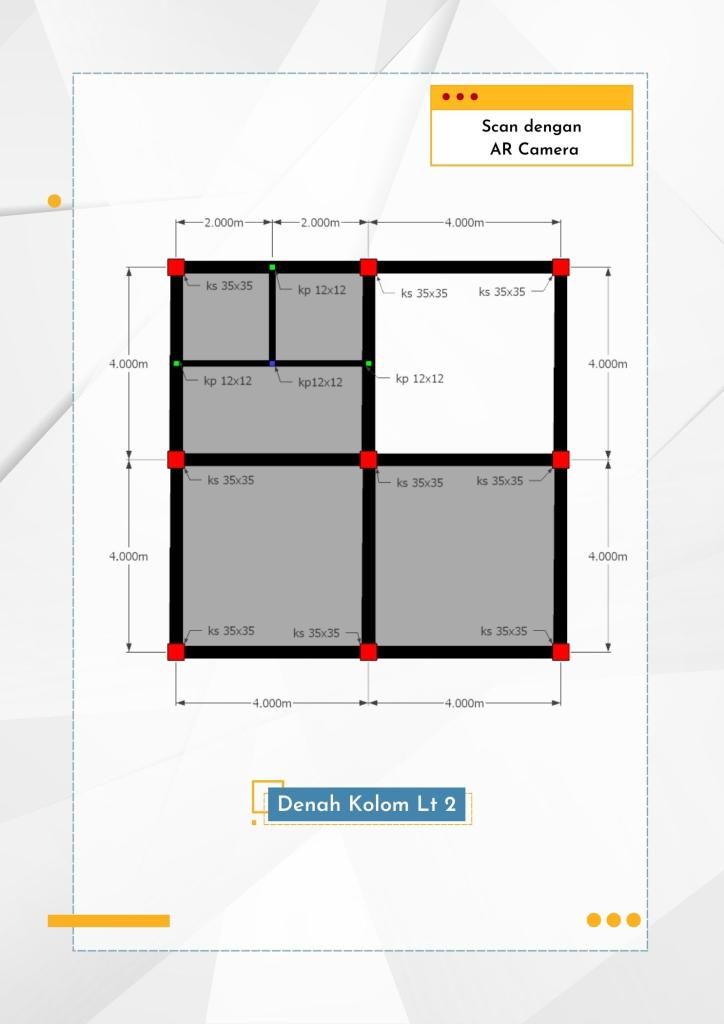 Scan dengan
AR Camera
2.000m 2.000m 4.000m
ks 35x35 kp 12x12 ks 35x35 ks 35x35
4.000m 4.000m
kp 12x12 kp12x12 kp 12x12
ks 35x35 ks 35x35 ks 35x35
4.000m 4.000m
ks 35x35 ks 35x35 ks 35x35
4.000m 4.000m
Denah Kolom Lt 2